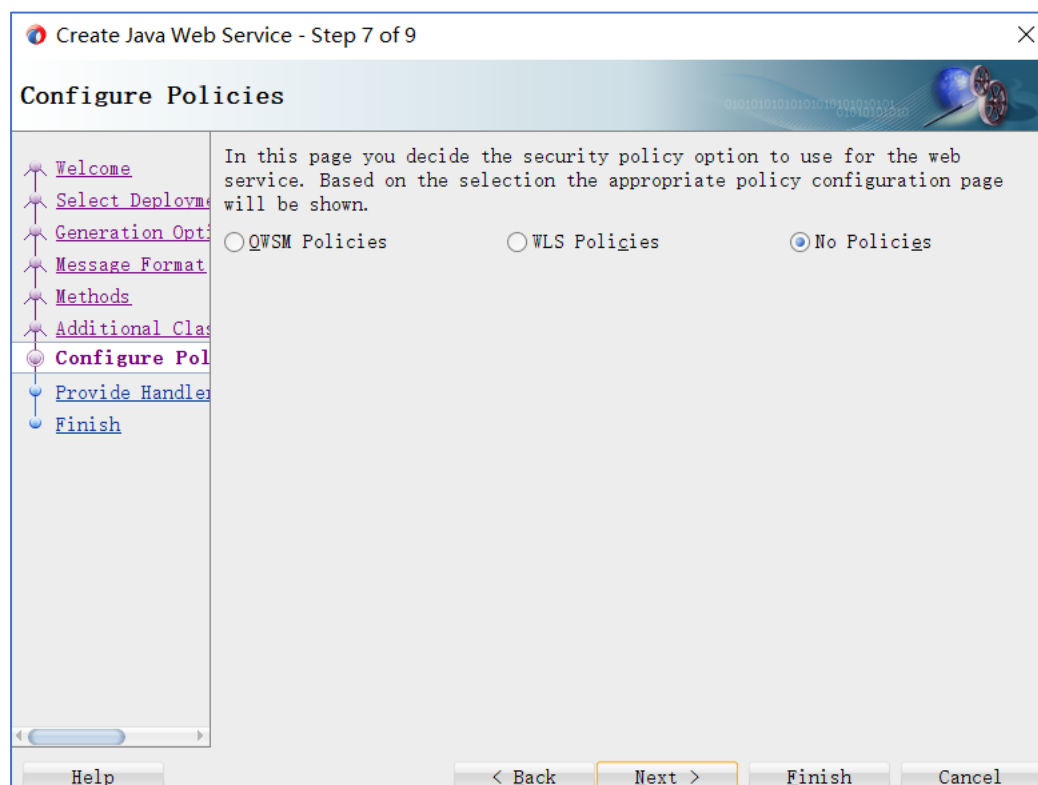 Create Java Web Service - Step 7 of 9
Configure Policies
Welcome
Select Deployme
Generation Opti
Message Format
Methods
Additional Clas
Configure Pol
Provide Handler
Finish
In this page you decide the security policy option to use for the web
service. Based on the selection the appropriate policy configuration page
will be shown.
OWSM Policies WLS Policies No Policies
Help < Back Next > Finish Cancel